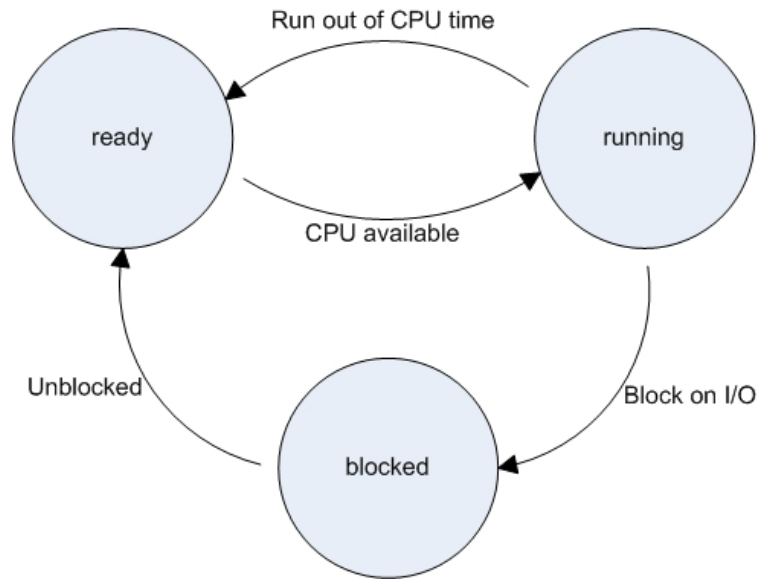 Run out of CPU time
ready
running
CPU available
Unblocked
Block on I/O
blocked